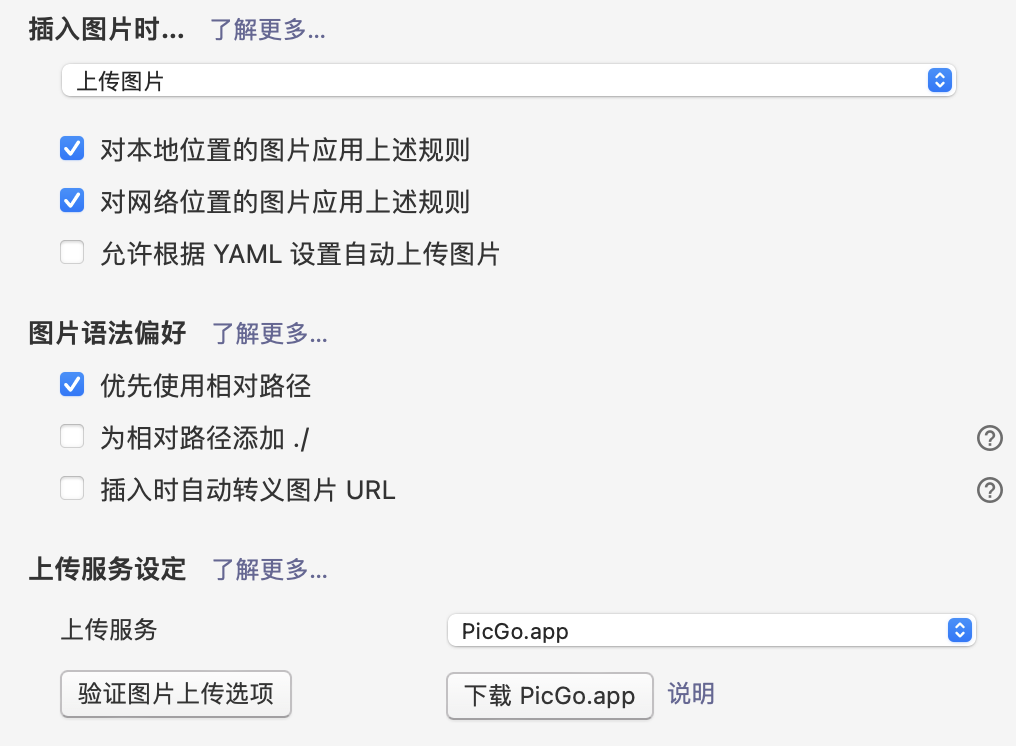 插入图片时... 了解更多...
上传图片
对本地位置的图片应用上述规则
对网络位置的图片应用上述规则
允许根据 YAML 设置自动上传图片
图片语法偏好 了解更多...
优先使用相对路径
为相对路径添加 ./
插入时自动转义图片 URL
上传服务设定 了解更多...
上传服务 PicGo.app
验证图片上传选项 下载 PicGo.app 说明